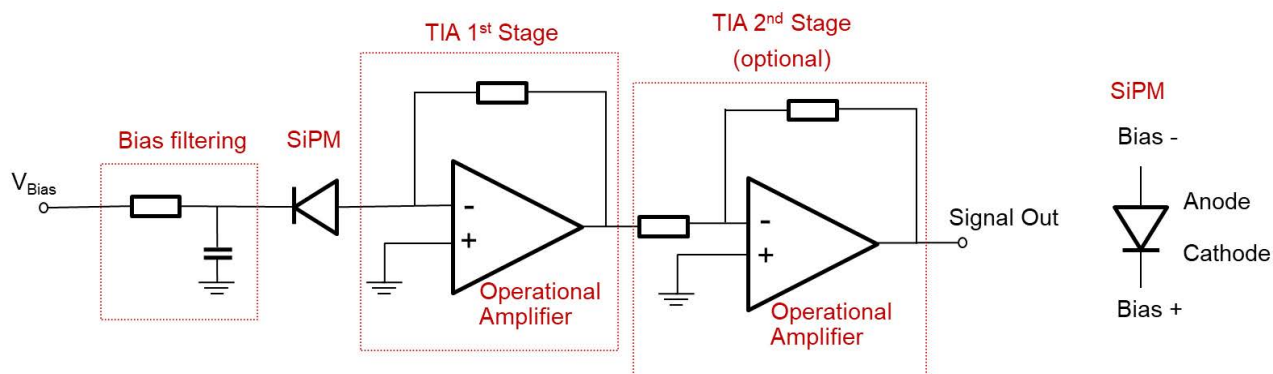 TIA 1st Stage
TIA 2nd Stage
(optional)
SiPM
Bias -
Bias filtering
SiPM
VBias
-
+
-
+
Signal Out
Anode
Cathode
Operational
Amplifier
Operational
Amplifier
Bias +